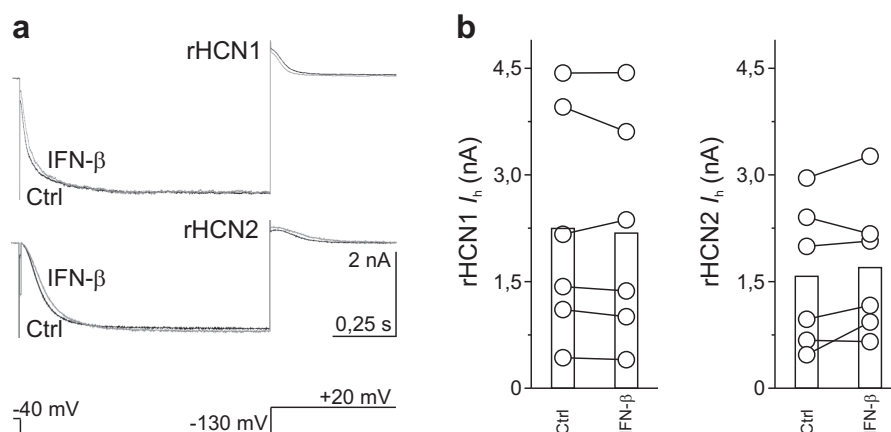 a
rHCN1
IFN-β
Ctrl
rHCN2
2 nA
IFN-β
Ctrl
0,25 s
-40 mV
+20 mV
-130 mV
b
4,5
3,0
1,5
0
rHCN1 Ih (nA)
Ctrl
IFN-β
4,5
3,0
1,5
0
rHCN2 Ih (nA)
Ctrl
IFN-β